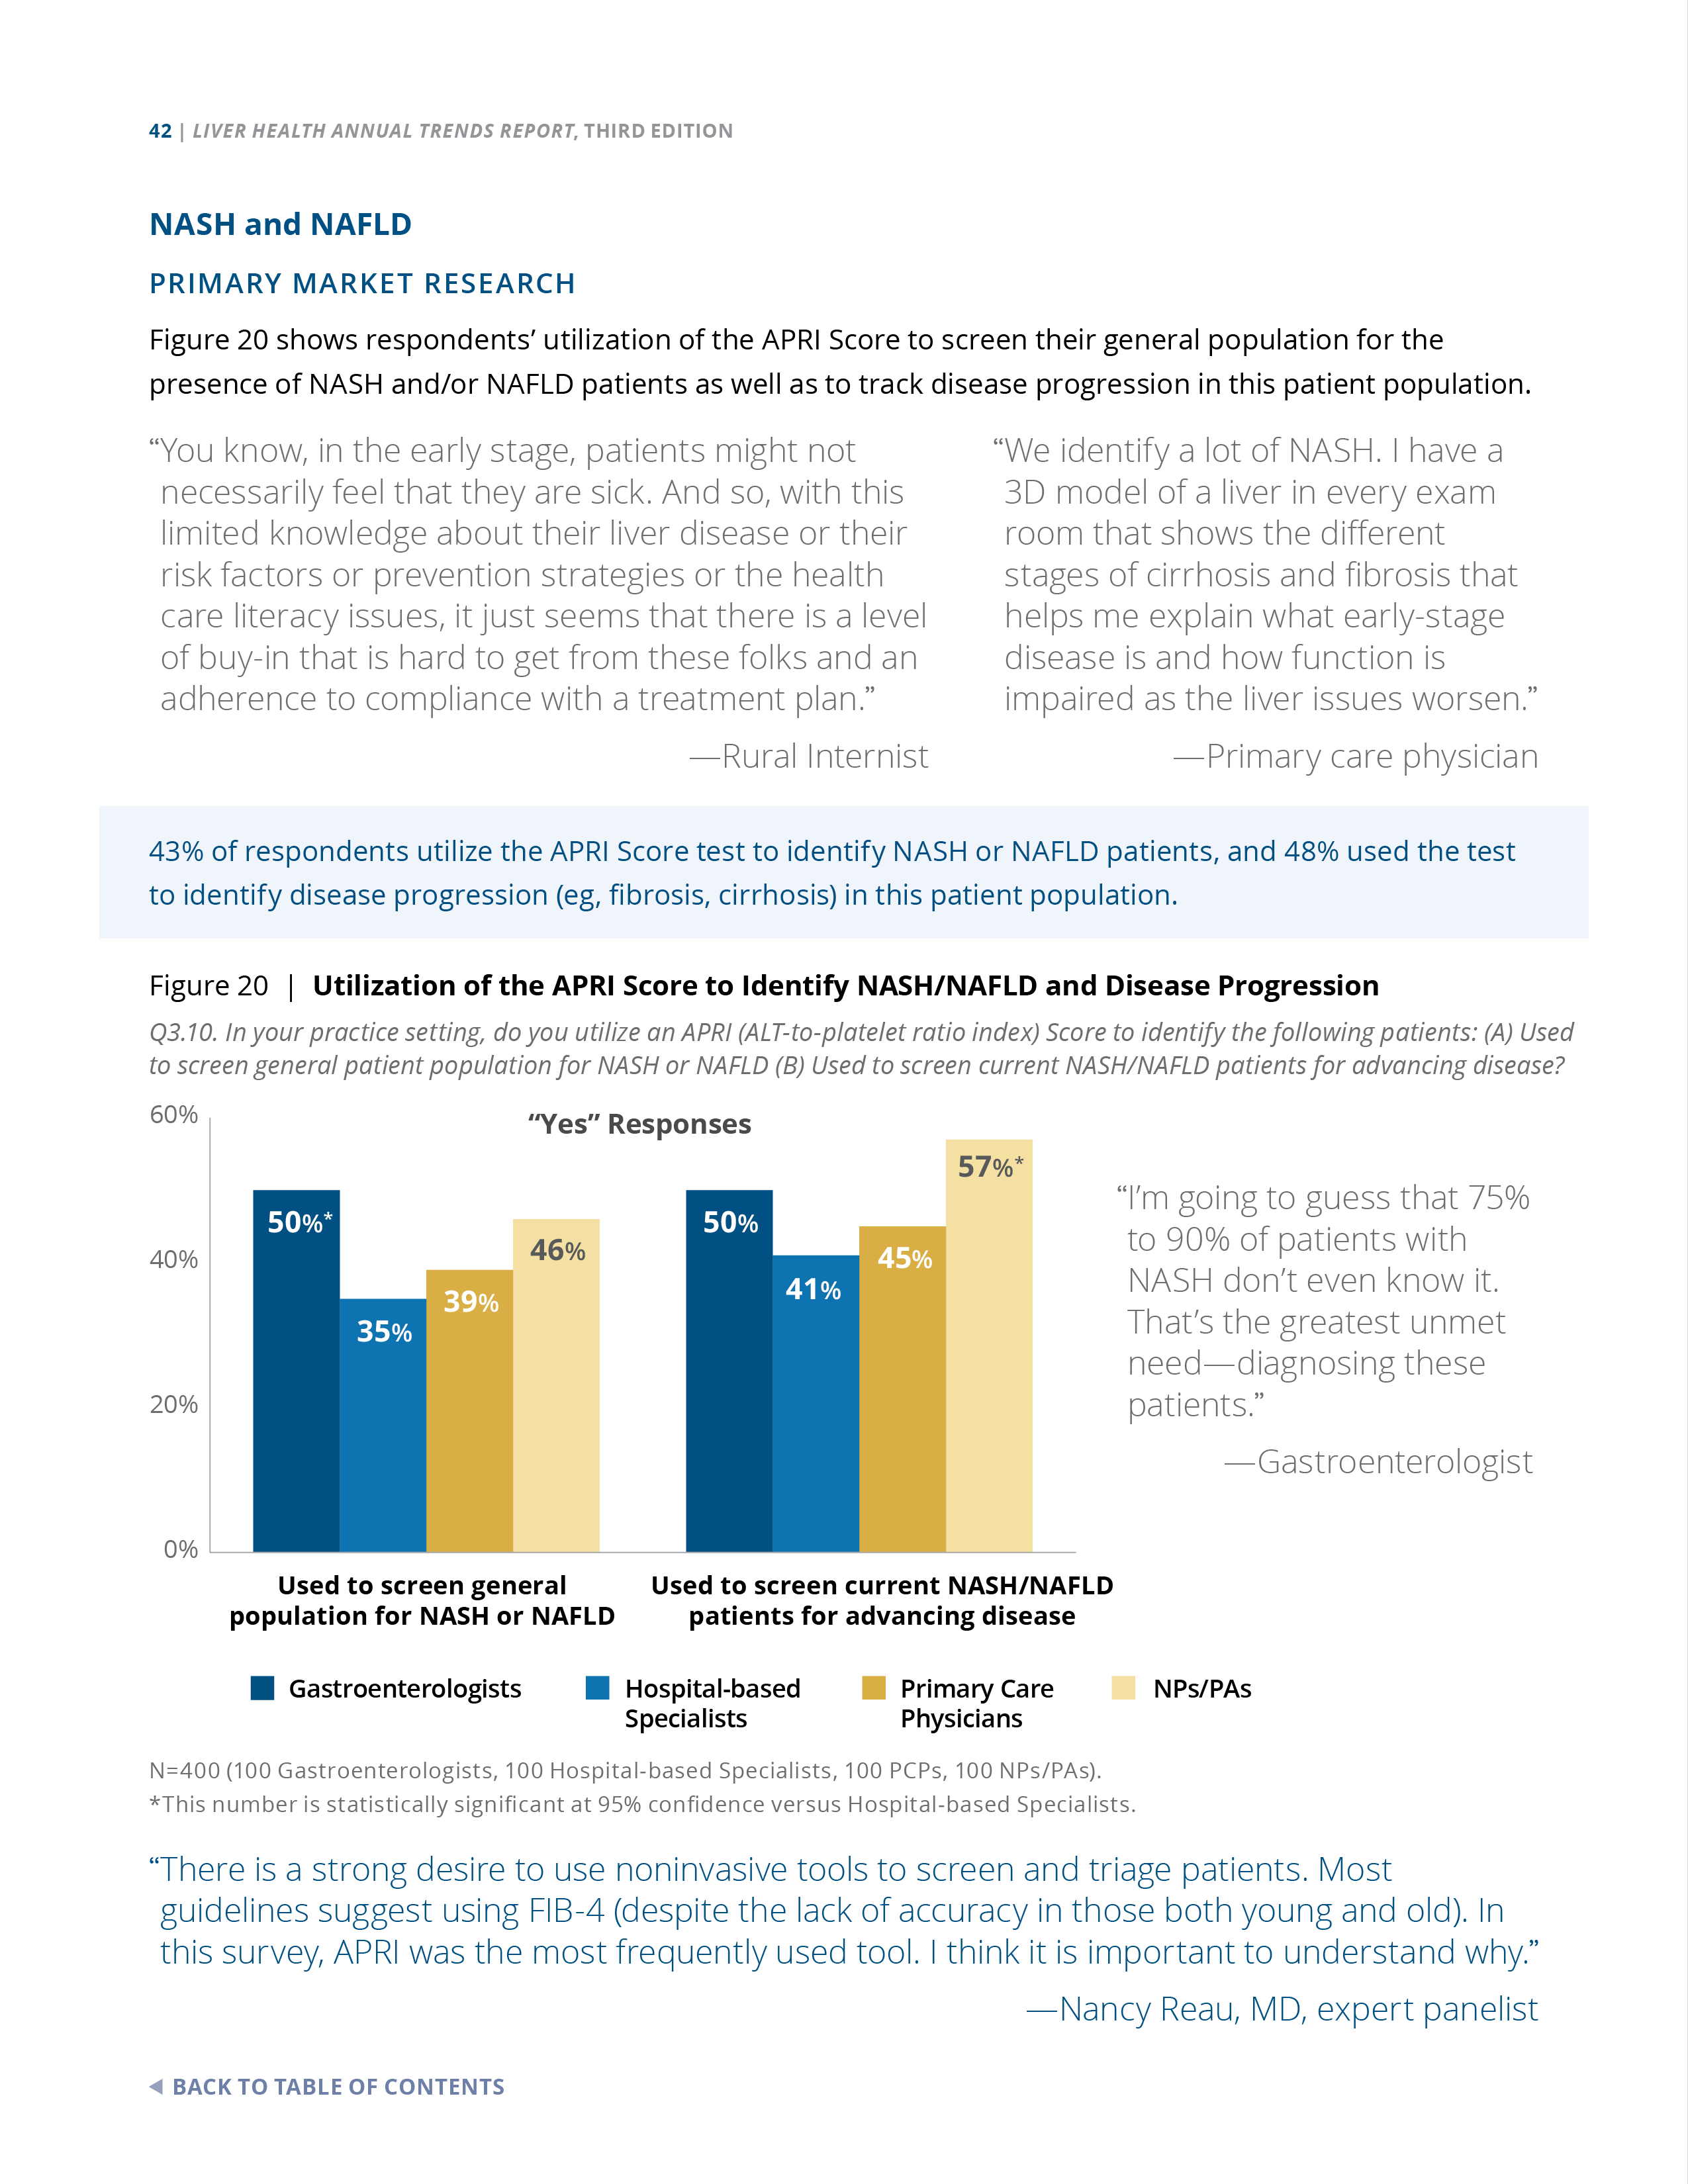 42 | LIVER HEALTH ANNUAL TRENDS REPORT, THIRD EDITION
NASH and NAFLD
PRIMARY MARKET RESEARCH
Figure 20 shows respondents’ utilization of the APRI Score to screen their general population for the
presence of NASH and/or NAFLD patients as well as to track disease progression in this patient population.
“You know, in the early stage, patients might not
necessarily feel that they are sick. And so, with this
limited knowledge about their liver disease or their
risk factors or prevention strategies or the health
care literacy issues, it just seems that there is a level
of buy-in that is hard to get from these folks and an
adherence to compliance with a treatment plan.”
—Rural Internist
“We identify a lot of NASH. I have a
3D model of a liver in every exam
room that shows the different
stages of cirrhosis and fibrosis that
helps me explain what early-stage
disease is and how function is
impaired as the liver issues worsen.”
—Primary care physician
43% of respondents utilize the APRI Score test to identify NASH or NAFLD patients, and 48% used the test
to identify disease progression (eg, fibrosis, cirrhosis) in this patient population.
Figure 20 | Utilization of the APRI Score to Identify NASH/NAFLD and Disease Progression
Q3.10. In your practice setting, do you utilize an APRI (ALT-to-platelet ratio index) Score to identify the following patients: (A) Used
to screen general patient population for NASH or NAFLD (B) Used to screen current NASH/NAFLD patients for advancing disease?
“Yes” Responses
60%
40%
20%
0%
50%*
35%
39%
46%
50%
41%
45%
57%*
Used to screen general
population for NASH or NAFLD
Used to screen current NASH/NAFLD
patients for advancing disease
Gastroenterologists
Hospital-based
Specialists
Primary Care
Physicians
NPs/PAs
“I’m going to guess that 75%
to 90% of patients with
NASH don’t even know it.
That’s the greatest unmet
need—diagnosing these
patients.”
—Gastroenterologist
N=400 (100 Gastroenterologists, 100 Hospital-based Specialists, 100 PCPs, 100 NPs/PAs).
*This number is statistically significant at 95% confidence versus Hospital-based Specialists.
“There is a strong desire to use noninvasive tools to screen and triage patients. Most
guidelines suggest using FIB-4 (despite the lack of accuracy in those both young and old). In
this survey, APRI was the most frequently used tool. I think it is important to understand why.”
—Nancy Reau, MD, expert panelist
BACK TO TABLE OF CONTENTS